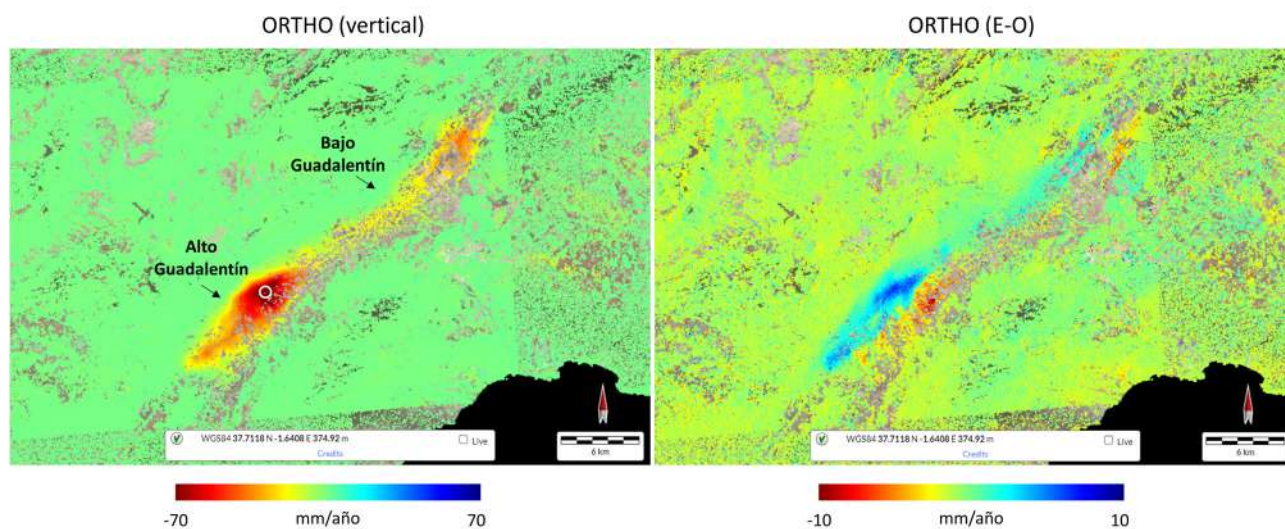 ORTHO (vertical)
ORTHO (E-O)
Bajo
Guadalentín
Alto
Guadalentín
WGS84 37.7118 N -1.6408 E 374.92 m
Live
Credits
6 km
WGS84 37.7118 N -1.6408 E 374.92 m
Live
Credits
6 km
-70
mm/año
70
-10
mm/año
10